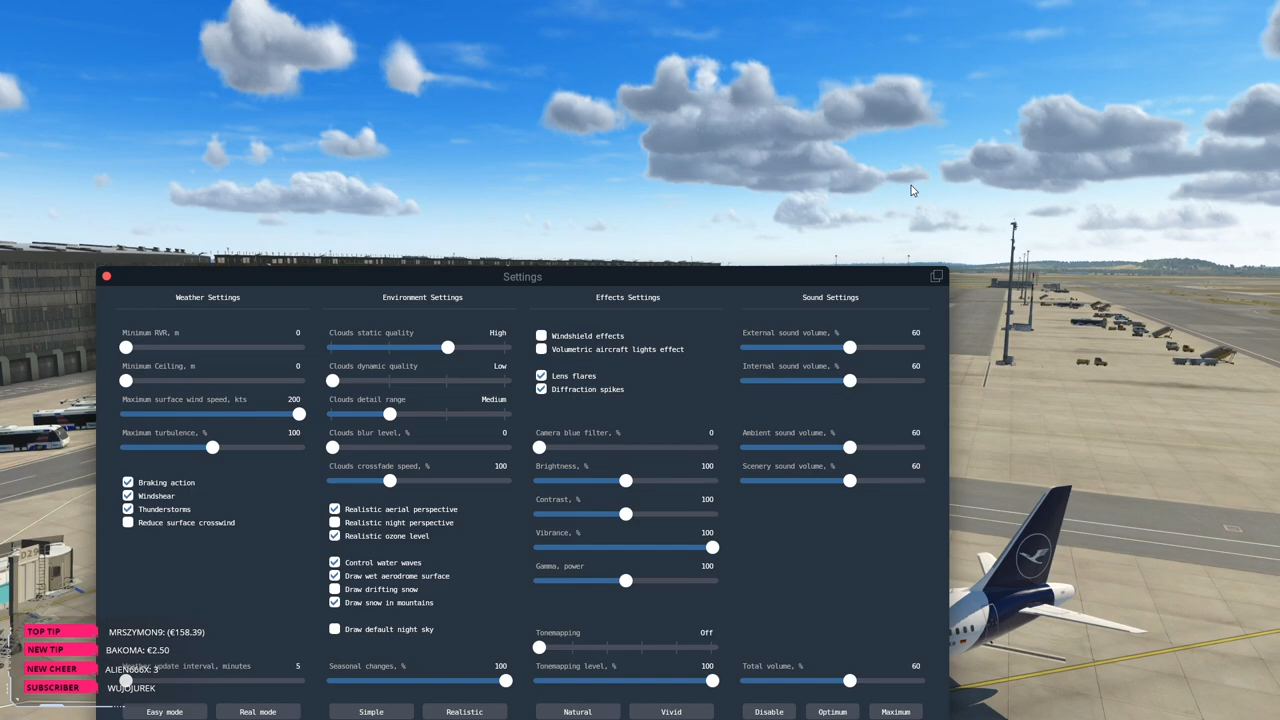 Settings
Weather Settings
Minimum RVR, m 0
Minimum Ceiling, m 0
Maximum surface wind speed, kts 200
Maximum turbulence, % 100
Braking action
Windshear
Thunderstorms
Reduce surface crosswind
Weather update interval, minutes 5
Easy mode Real mode
Environment Settings
Clouds static quality High
Clouds dynamic quality Low
Clouds detail range Medium
Clouds blur level, % 0
Clouds crossfade speed, % 100
Realistic aerial perspective
Realistic night perspective
Realistic ozone level
Control water waves
Draw wet aerodrome surface
Draw drifting snow
Draw snow in mountains
Draw default night sky
Seasonal changes, % 100
Simple Realistic
Effects Settings
Windshield effects
Volumetric aircraft lights effect
Lens flares
Diffraction spikes
Camera blue filter, % 0
Brightness, % 100
Contrast, % 100
Vibrance, % 100
Gamma, power 100
Tonemapping Off
Tonemapping level, % 100
Natural Vivid
Sound Settings
External sound volume, % 60
Internal sound volume, % 60
Ambient sound volume, % 60
Scenery sound volume, % 60
Total volume, % 60
Disable Optimum Maximum
TOP TIP MRSZYMON9: (€158.39)
NEW TIP BAKOMA: €2.50
NEW CHEER ALIEN966X: 3
SUBSCRIBER WUJOJUREK